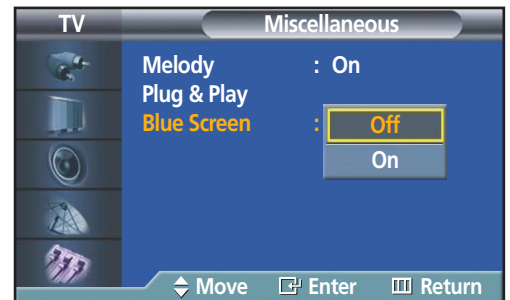 TV Miscellaneous
Melody : On
Plug & Play
Blue Screen : Off
On
Move Enter Return